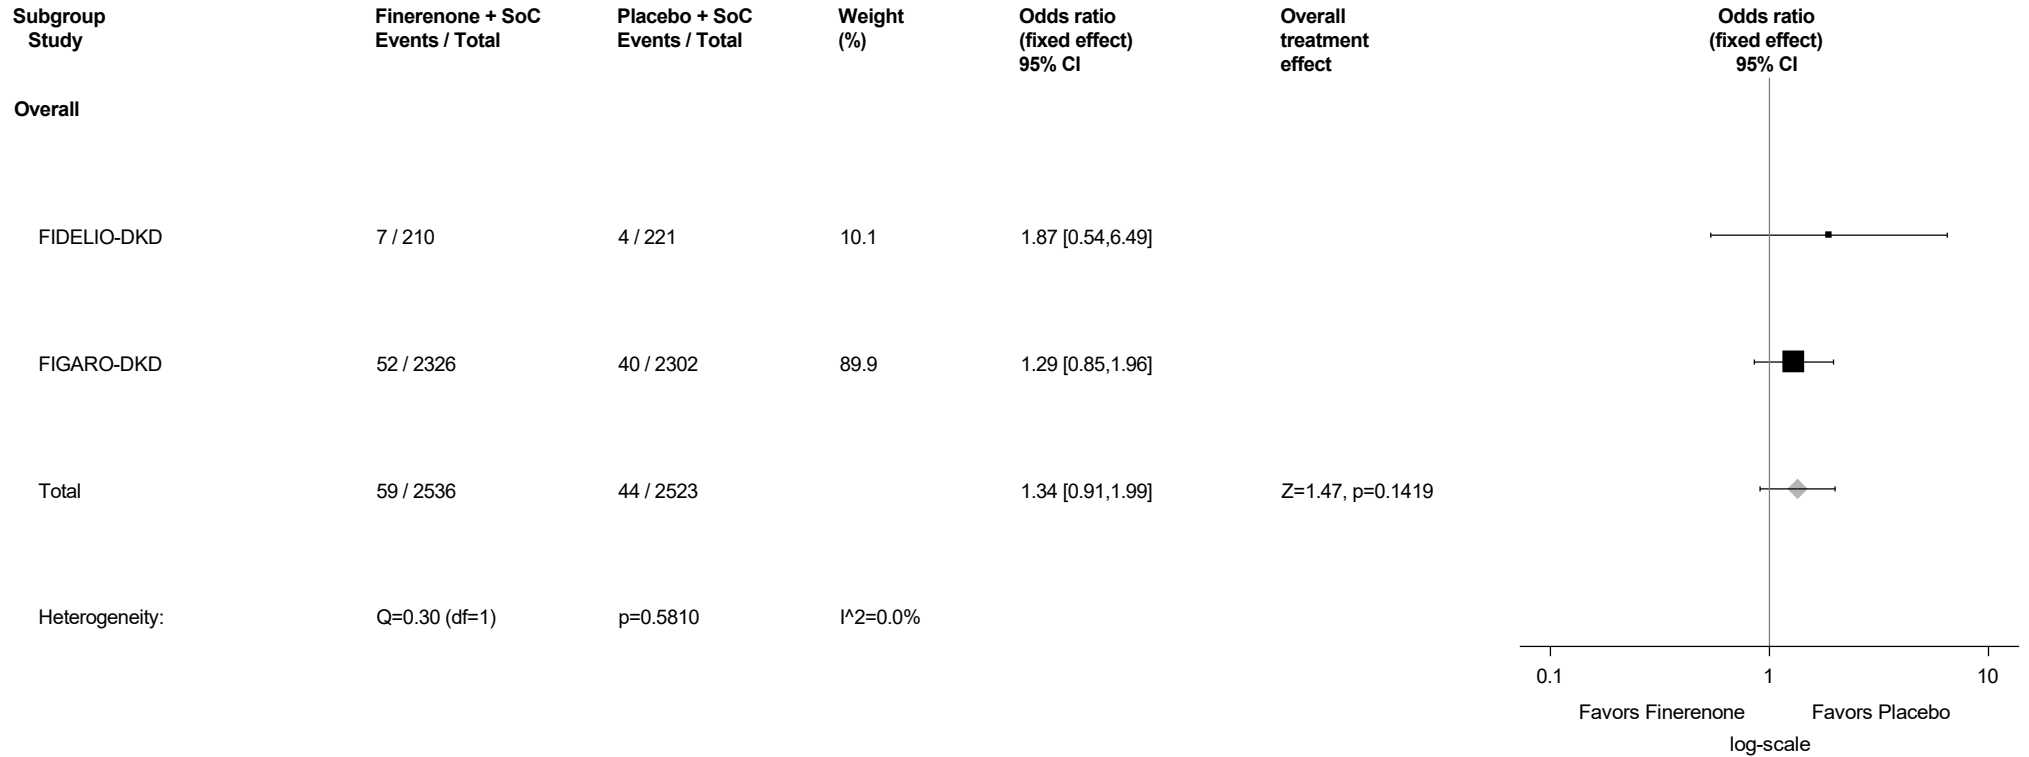 Subgroup Finerenone + SoC Placebo + SoC Weight Odds ratio Overall Odds ratio
Study Events / Total Events / Total (%) (fixed effect) treatment (fixed effect)
95% CI effect 95% CI
Overall
FIDELIO-DKD 7 / 210 4 / 221 10.1 1.87 [0.54,6.49]
FIGARO-DKD 52 / 2326 40 / 2302 89.9 1.29 [0.85,1.96]
Total 59 / 2536 44 / 2523 1.34 [0.91,1.99] Z=1.47, p=0.1419
Heterogeneity: Q=0.30 (df=1) p=0.5810 I^2=0.0%
0.1 1 10
Favors Finerenone Favors Placebo
log-scale